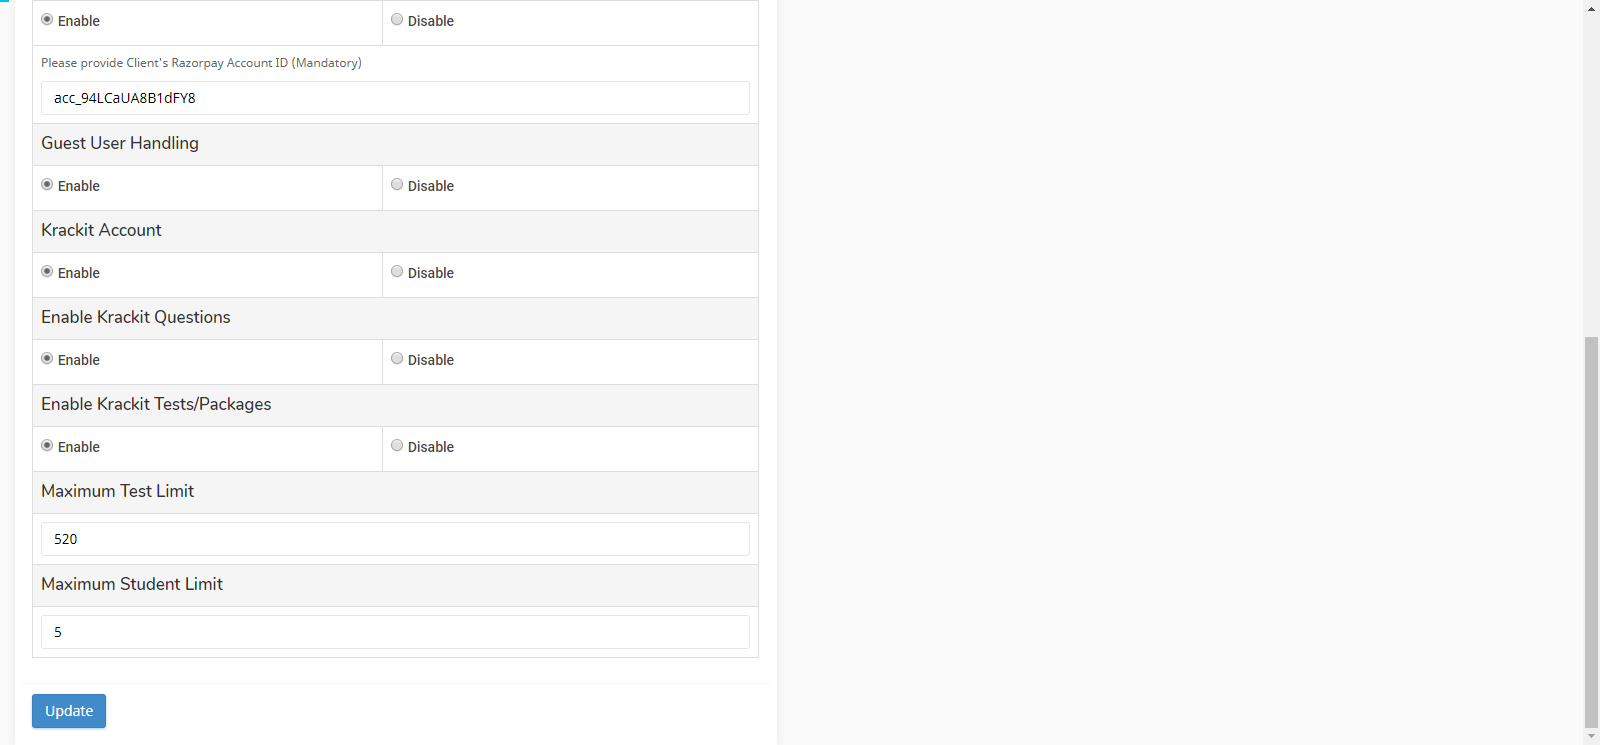 Enable Disable
Please provide Client's Razorpay Account ID (Mandatory)
acc_94LCaUA8B1dFY8
Guest User Handling
Enable Disable
Krackit Account
Enable Disable
Enable Krackit Questions
Enable Disable
Enable Krackit Tests/Packages
Enable Disable
Maximum Test Limit
520
Maximum Student Limit
5
Update